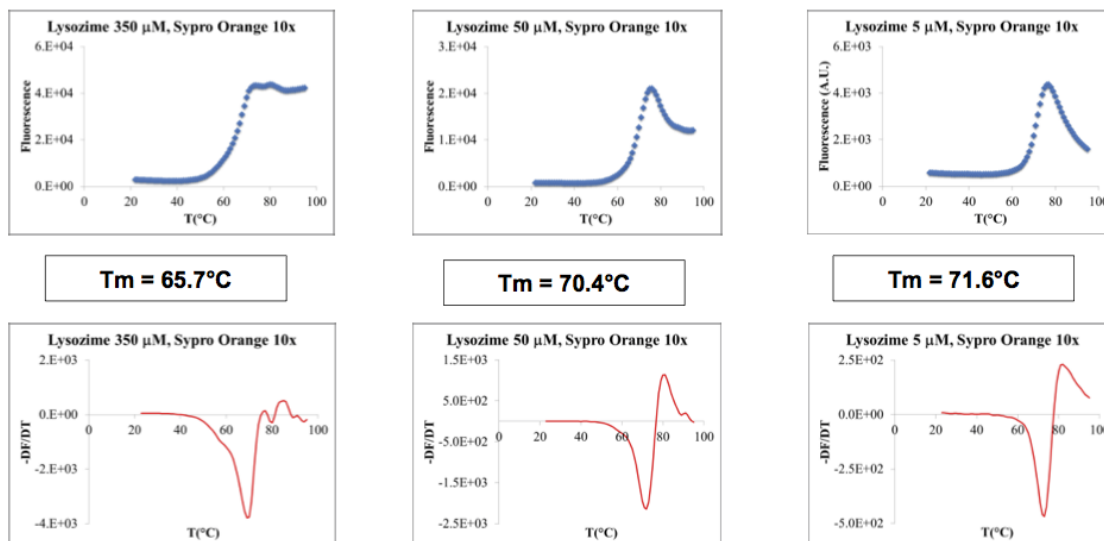 Lysozime 350 µM, Sypro Orange 10x
6.E+04
4.E+04
2.E+04
0.E+00
Fluorescence
0 20 40 60 80 100
T(°C)
Lysozime 50 µM, Sypro Orange 10x
3.E+04
2.E+04
1.E+04
0.E+00
Fluorescence
0 20 40 60 80 100
T(°C)
Lysozime 5 µM, Sypro Orange 10x
6.E+03
4.E+03
2.E+03
0.E+00
Fluorescence (A.U.)
0 20 40 60 80 100
T(°C)
Tm = 65.7°C
Tm = 70.4°C
Tm = 71.6°C
Lysozime 350 µM, Sypro Orange 10x
2.E+03
0.E+00
-2.E+03
-4.E+03
-DF/DT
0 20 40 60 80 100
T(°C)
Lysozime 50 µM, Sypro Orange 10x
1.5E+03
5.0E+02
-5.0E+02
-1.5E+03
-2.5E+03
-DF/DT
0 20 40 60 80 100
T(°C)
Lysozime 5 µM, Sypro Orange 10x
2.5E+02
0.0E+00
-2.5E+02
-5.0E+02
-DF/DT
0 20 40 60 80 100
T(°C)